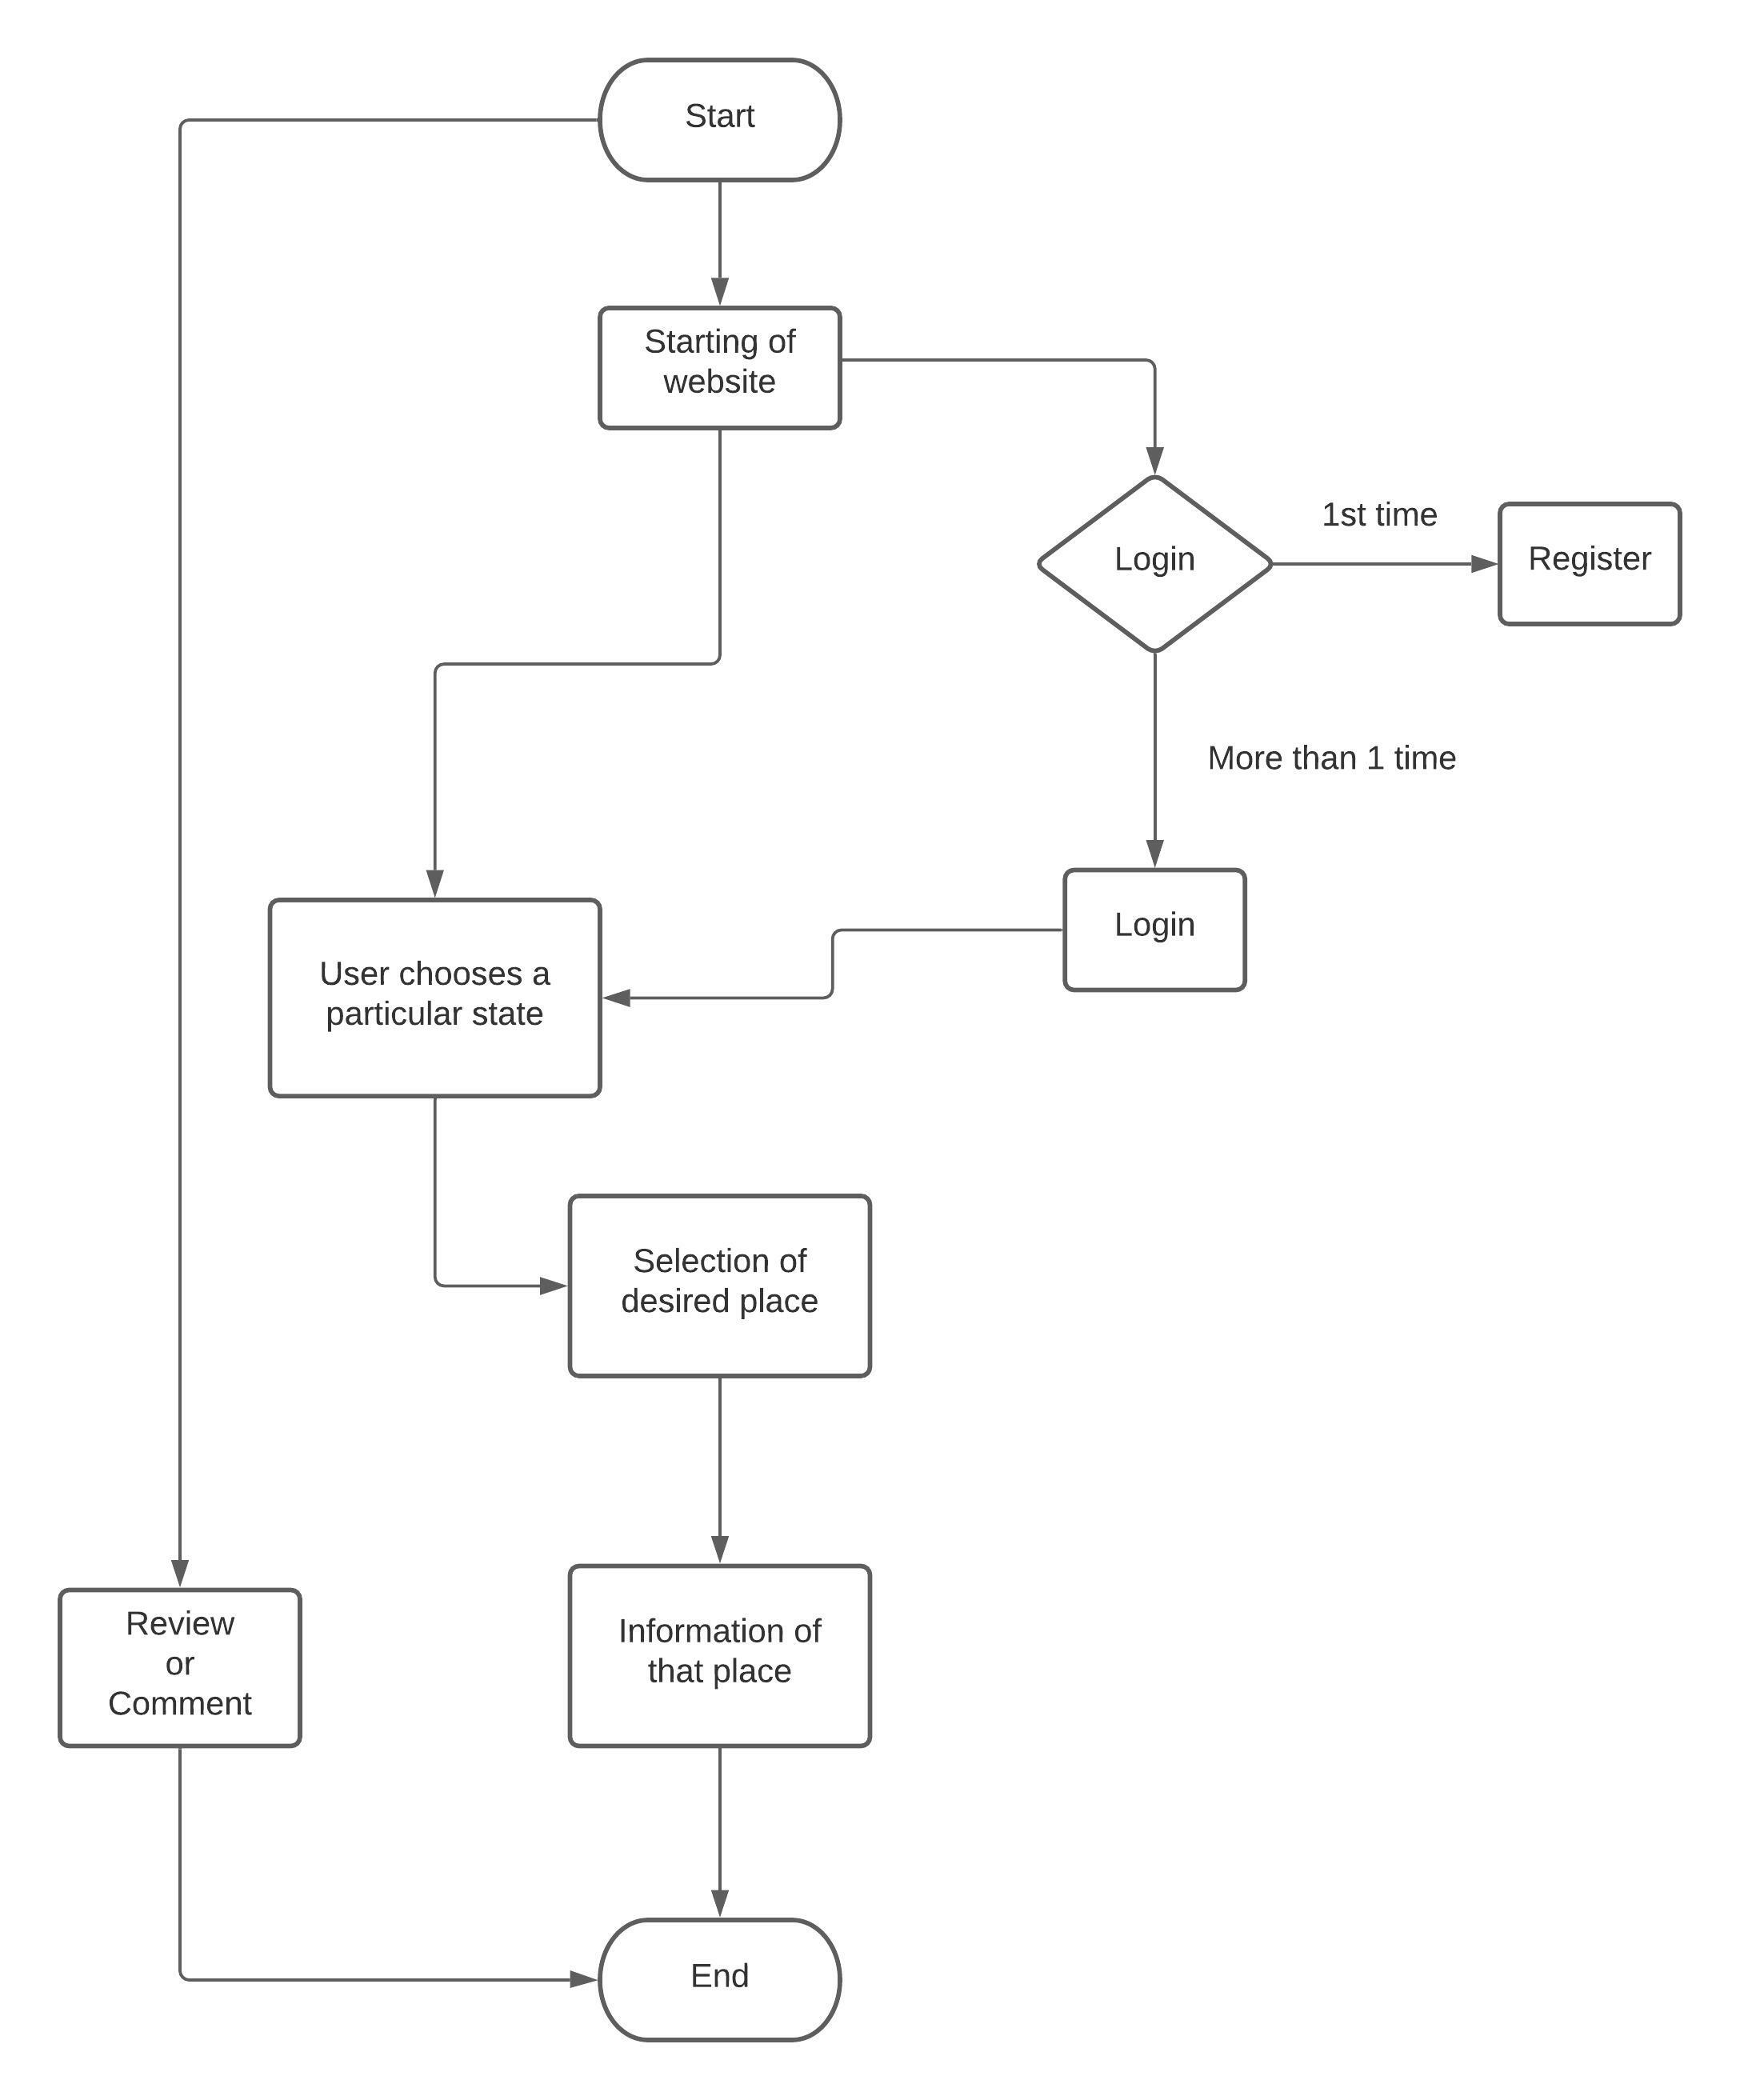 Start
Starting of
website
Login
1st time
Register
More than 1 time
Login
User chooses a
particular state
Selection of
desired place
Information of
that place
Review
or
Comment
End